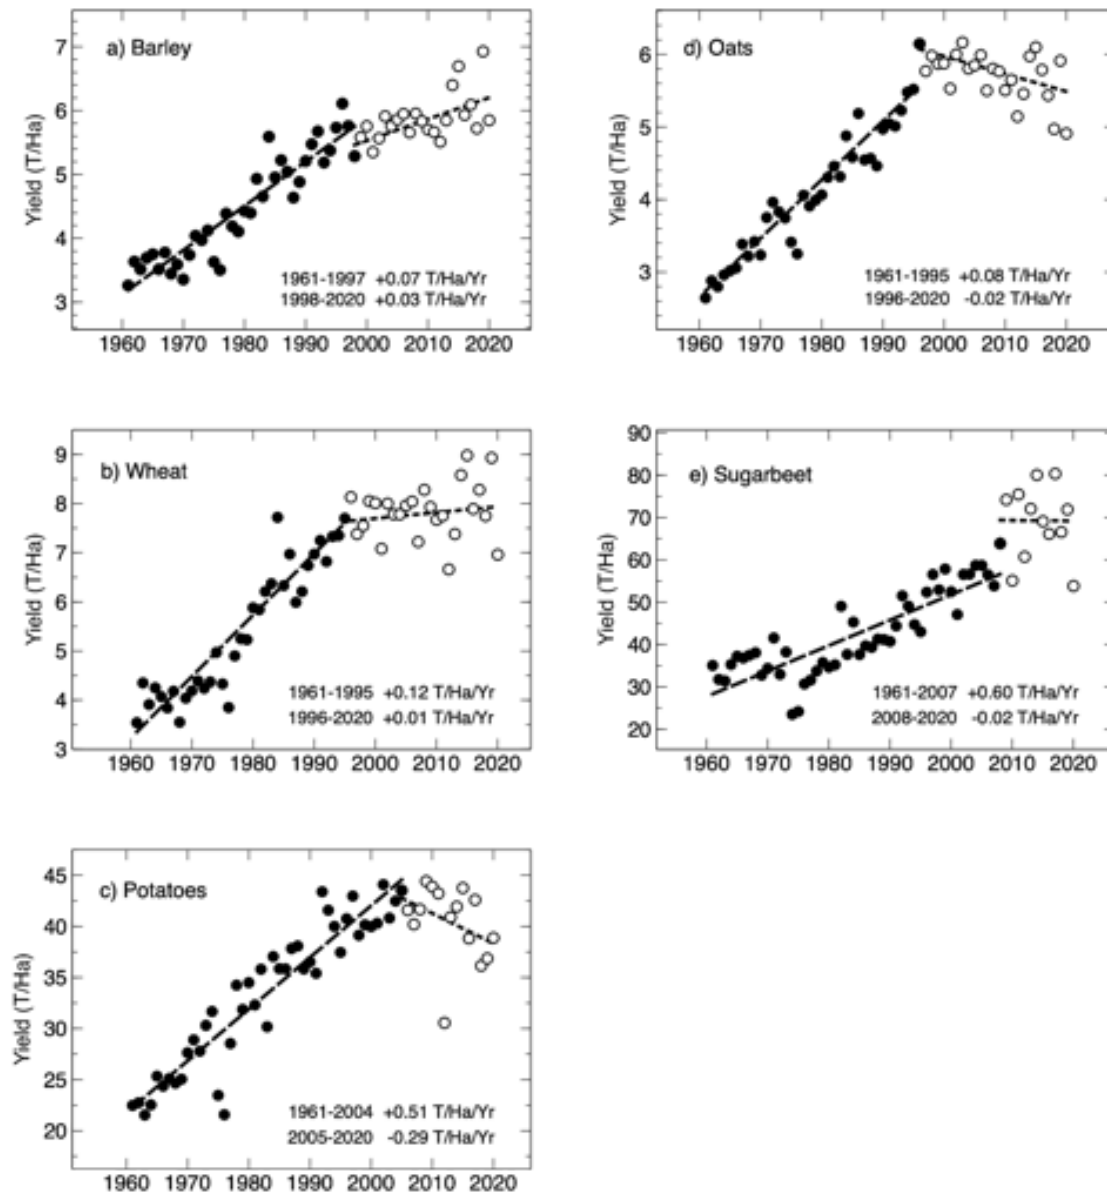 a) Barley
Yield (T/Ha)
7
6
5
4
3
1961-1997 +0.07 T/Ha/Yr
1998-2020 +0.03 T/Ha/Yr
1960 1970 1980 1990 2000 2010 2020
d) Oats
Yield (T/Ha)
6
5
4
3
1961-1995 +0.08 T/Ha/Yr
1996-2020 -0.02 T/Ha/Yr
1960 1970 1980 1990 2000 2010 2020
b) Wheat
Yield (T/Ha)
9
8
7
6
5
4
3
1961-1995 +0.12 T/Ha/Yr
1996-2020 +0.01 T/Ha/Yr
1960 1970 1980 1990 2000 2010 2020
e) Sugarbeet
Yield (T/Ha)
90
80
70
60
50
40
30
20
1961-2007 +0.60 T/Ha/Yr
2008-2020 -0.02 T/Ha/Yr
1960 1970 1980 1990 2000 2010 2020
c) Potatoes
Yield (T/Ha)
45
40
35
30
25
20
1961-2004 +0.51 T/Ha/Yr
2005-2020 -0.29 T/Ha/Yr
1960 1970 1980 1990 2000 2010 2020